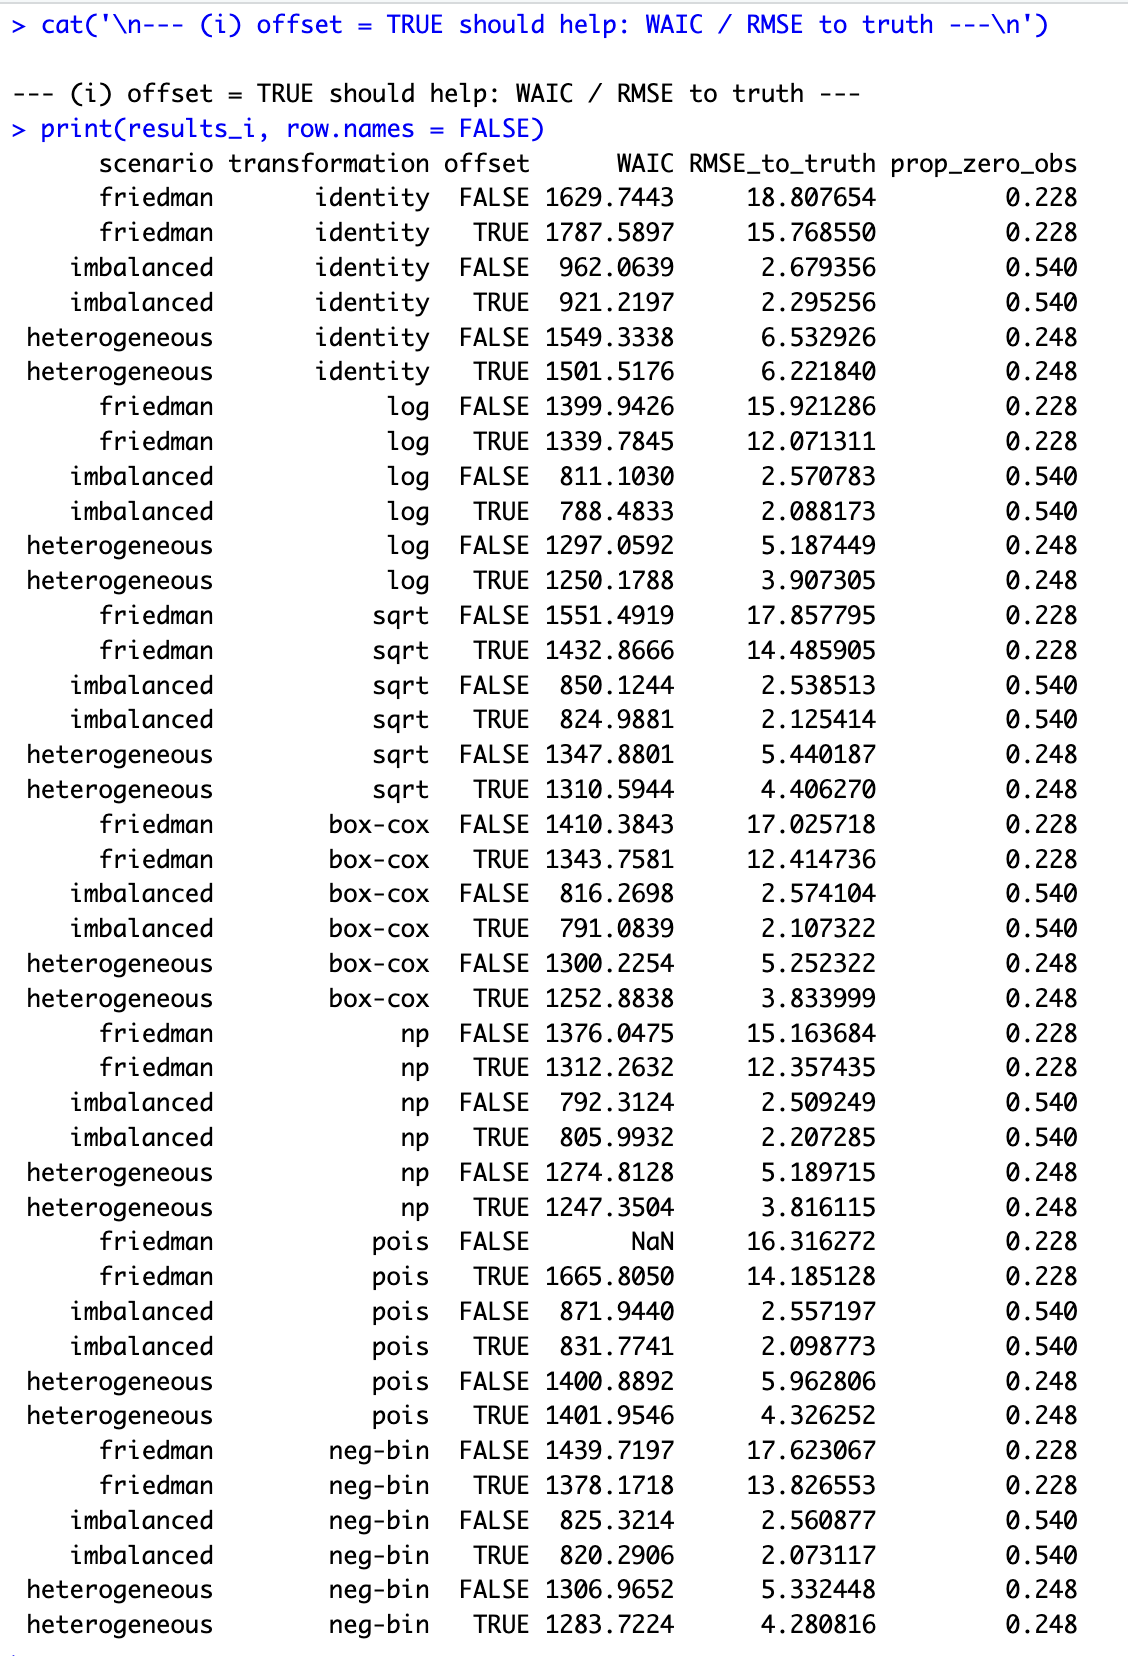 > cat('\n--- (i) offset = TRUE should help: WAIC / RMSE to truth ---\n')
--- (i) offset = TRUE should help: WAIC / RMSE to truth ---
> print(results_i, row.names = FALSE)
scenario transformation offset WAIC RMSE_to_truth prop_zero_obs
friedman identity FALSE 1629.7443 18.807654 0.228
friedman identity TRUE 1787.5897 15.768550 0.228
imbalanced identity FALSE 962.0639 2.679356 0.540
imbalanced identity TRUE 921.2197 2.295256 0.540
heterogeneous identity FALSE 1549.3338 6.532926 0.248
heterogeneous identity TRUE 1501.5176 6.221840 0.248
friedman log FALSE 1399.9426 15.921286 0.228
friedman log TRUE 1339.7845 12.071311 0.228
imbalanced log FALSE 811.1030 2.570783 0.540
imbalanced log TRUE 788.4833 2.088173 0.540
heterogeneous log FALSE 1297.0592 5.187449 0.248
heterogeneous log TRUE 1250.1788 3.907305 0.248
friedman sqrt FALSE 1551.4919 17.857795 0.228
friedman sqrt TRUE 1432.8666 14.485905 0.228
imbalanced sqrt FALSE 850.1244 2.538513 0.540
imbalanced sqrt TRUE 824.9881 2.125414 0.540
heterogeneous sqrt FALSE 1347.8801 5.440187 0.248
heterogeneous sqrt TRUE 1310.5944 4.406270 0.248
friedman box-cox FALSE 1410.3843 17.025718 0.228
friedman box-cox TRUE 1343.7581 12.414736 0.228
imbalanced box-cox FALSE 816.2698 2.574104 0.540
imbalanced box-cox TRUE 791.0839 2.107322 0.540
heterogeneous box-cox FALSE 1300.2254 5.252322 0.248
heterogeneous box-cox TRUE 1252.8838 3.833999 0.248
friedman np FALSE 1376.0475 15.163684 0.228
friedman np TRUE 1312.2632 12.357435 0.228
imbalanced np FALSE 792.3124 2.509249 0.540
imbalanced np TRUE 805.9932 2.207285 0.540
heterogeneous np FALSE 1274.8128 5.189715 0.248
heterogeneous np TRUE 1247.3504 3.816115 0.248
friedman pois FALSE NaN 16.316272 0.228
friedman pois TRUE 1665.8050 14.185128 0.228
imbalanced pois FALSE 871.9440 2.557197 0.540
imbalanced pois TRUE 831.7741 2.098773 0.540
heterogeneous pois FALSE 1400.8892 5.962806 0.248
heterogeneous pois TRUE 1401.9546 4.326252 0.248
friedman neg-bin FALSE 1439.7197 17.623067 0.228
friedman neg-bin TRUE 1378.1718 13.826553 0.228
imbalanced neg-bin FALSE 825.3214 2.560877 0.540
imbalanced neg-bin TRUE 820.2906 2.073117 0.540
heterogeneous neg-bin FALSE 1306.9652 5.332448 0.248
heterogeneous neg-bin TRUE 1283.7224 4.280816 0.248